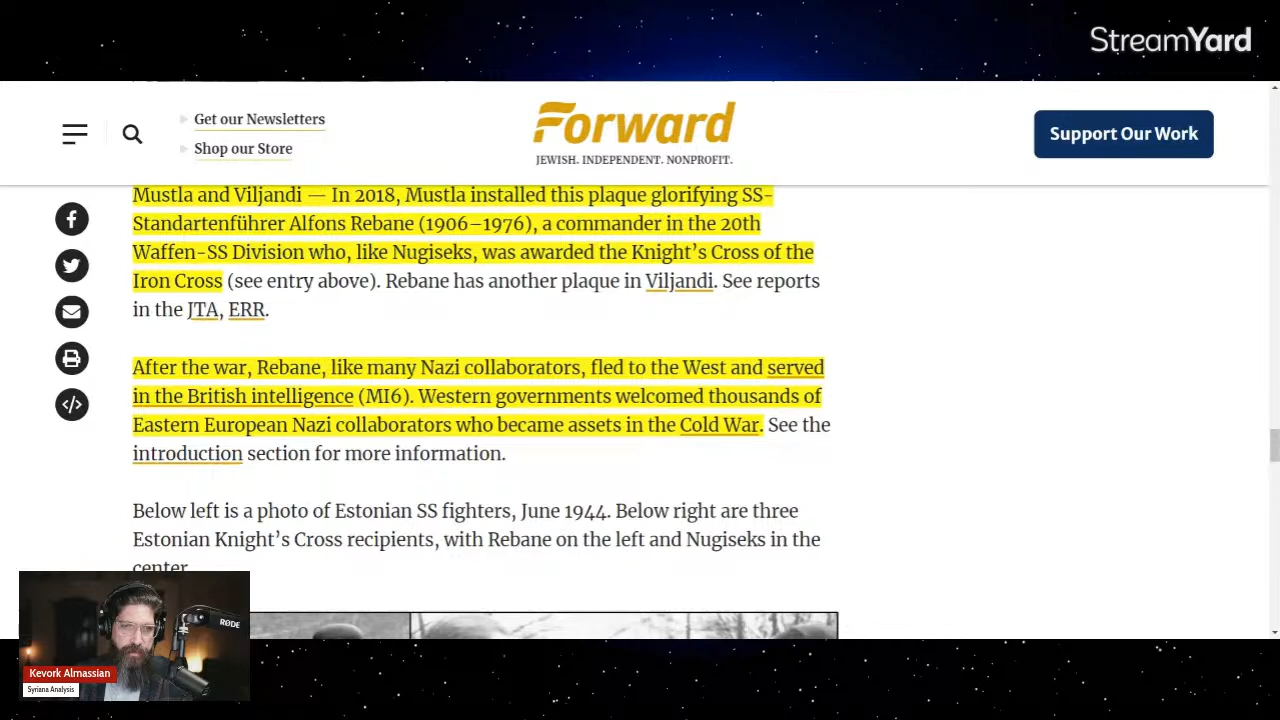 StreamYard
Get our Newsletters
Shop our Store
Forward
JEWISH. INDEPENDENT. NONPROFIT.
Support Our Work
Mustla and Viljandi — In 2018, Mustla installed this plaque glorifying SS-
Standartenführer Alfons Rebane (1906–1976), a commander in the 20th
Waffen-SS Division who, like Nugiseks, was awarded the Knight’s Cross of the
Iron Cross (see entry above). Rebane has another plaque in Viljandi. See reports
in the JTA, ERR.
After the war, Rebane, like many Nazi collaborators, fled to the West and served
in the British intelligence (MI6). Western governments welcomed thousands of
Eastern European Nazi collaborators who became assets in the Cold War. See the
introduction section for more information.
Below left is a photo of Estonian SS fighters, June 1944. Below right are three
Estonian Knight’s Cross recipients, with Rebane on the left and Nugiseks in the
center.
RØDE
Kevork Almassian
Syriana Analysis